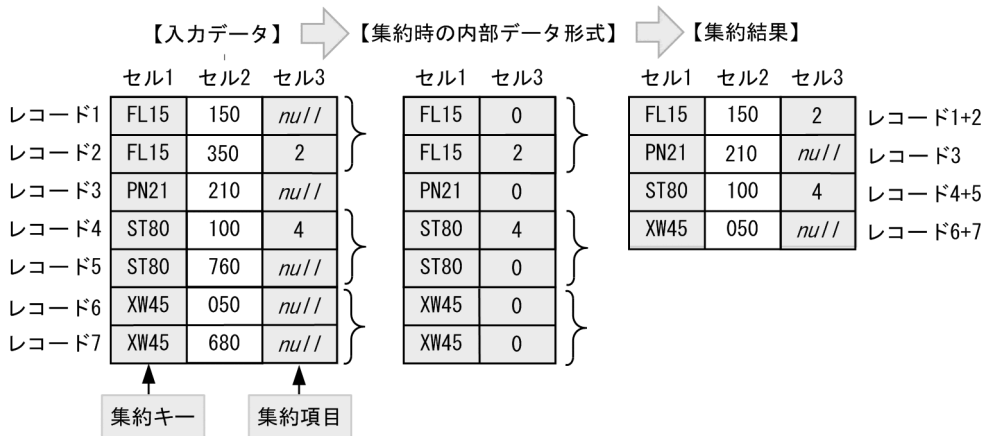 【入力データ】 【集約時の内部データ形式】 【集約結果】
セル1 セル2 セル3 セル1 セル3 セル1 セル2 セル3
レコード1 FL15 150 null FL15 0 FL15 150 2 レコード1+2
レコード2 FL15 350 2 FL15 2 PN21 210 null レコード3
レコード3 PN21 210 null PN21 0 ST80 100 4 レコード4+5
レコード4 ST80 100 4 ST80 4 XW45 050 null レコード6+7
レコード5 ST80 760 null ST80 0
レコード6 XW45 050 null XW45 0
レコード7 XW45 680 null XW45 0
集約キー 集約項目